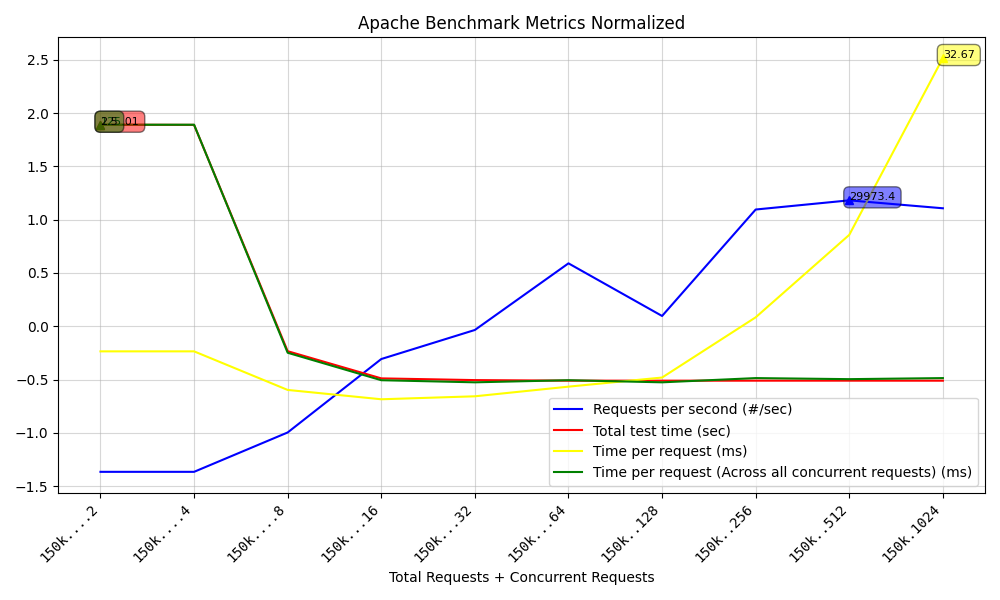 Apache Benchmark Metrics Normalized
2.5
2.0
1.5
1.0
0.5
0.0
−0.5
−1.0
−1.5
32.67
29973.4
Requests per second (#/sec)
Total test time (sec)
Time per request (ms)
Time per request (Across all concurrent requests) (ms)
150k....2
150k....4
150k....8
150k...16
150k...32
150k...64
150k..128
150k..256
150k..512
150k.1024
Total Requests + Concurrent Requests